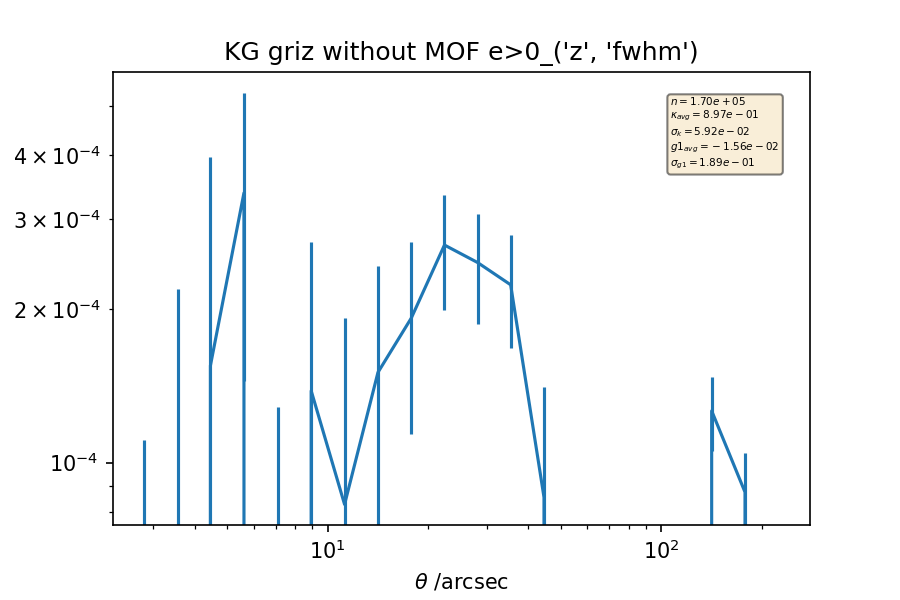 KG griz without MOF e>0_('z', 'fwhm')
n = 1.70e + 05
κavg = 8.97e − 01
σk = 5.92e − 02
g1avg = − 1.56e − 02
σg1 = 1.89e − 01
4 × 10⁻⁴
3 × 10⁻⁴
2 × 10⁻⁴
10⁻⁴
10¹ 10²
θ /arcsec